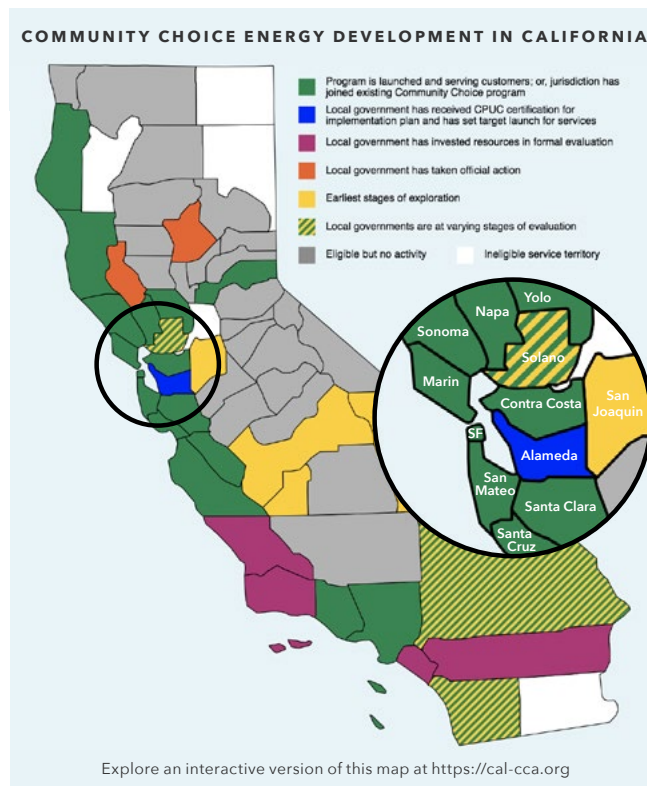 COMMUNITY CHOICE ENERGY DEVELOPMENT IN CALIFORNIA
Program is launched and serving customers; or, jurisdiction has
joined existing Community Choice program
Local government has received CPUC certification for
implementation plan and has set target launch for services
Local government has invested resources in formal evaluation
Local government has taken official action
Earliest stages of exploration
Local governments are at varying stages of evaluation
Eligible but no activity
Ineligible service territory
Yolo
Napa
Sonoma
Solano
Marin
Contra Costa
San
Joaquin
SF
Alameda
San
Mateo
Santa Clara
Santa
Cruz
Explore an interactive version of this map at https://cal-cca.org